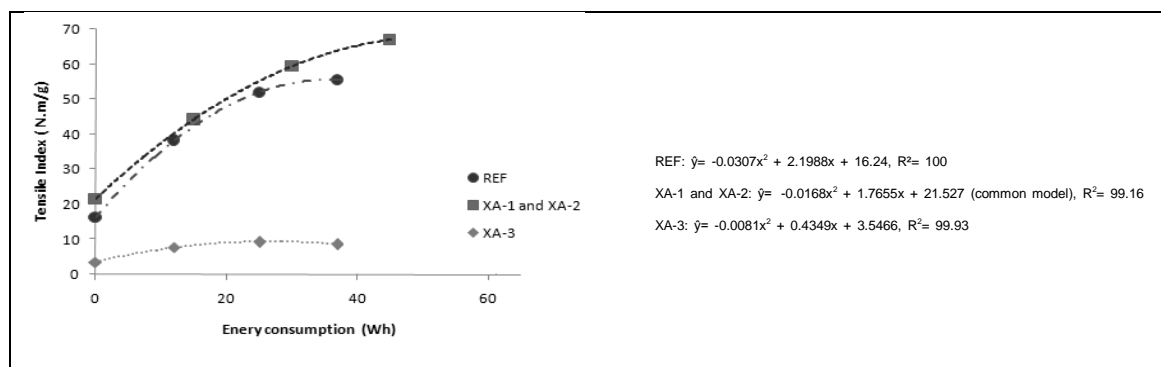 70
60
50
40
30
20
10
0
0 20 40 60
Tensile Index ( N.m/g)
Enery consumption (Wh)
REF
XA-1 and XA-2
XA-3
REF: ŷ= -0.0307x² + 2.1988x + 16.24, R²= 100
XA-1 and XA-2: ŷ= -0.0168x² + 1.7655x + 21.527 (common model), R²= 99.16
XA-3: ŷ= -0.0081x² + 0.4349x + 3.5466, R²= 99.93